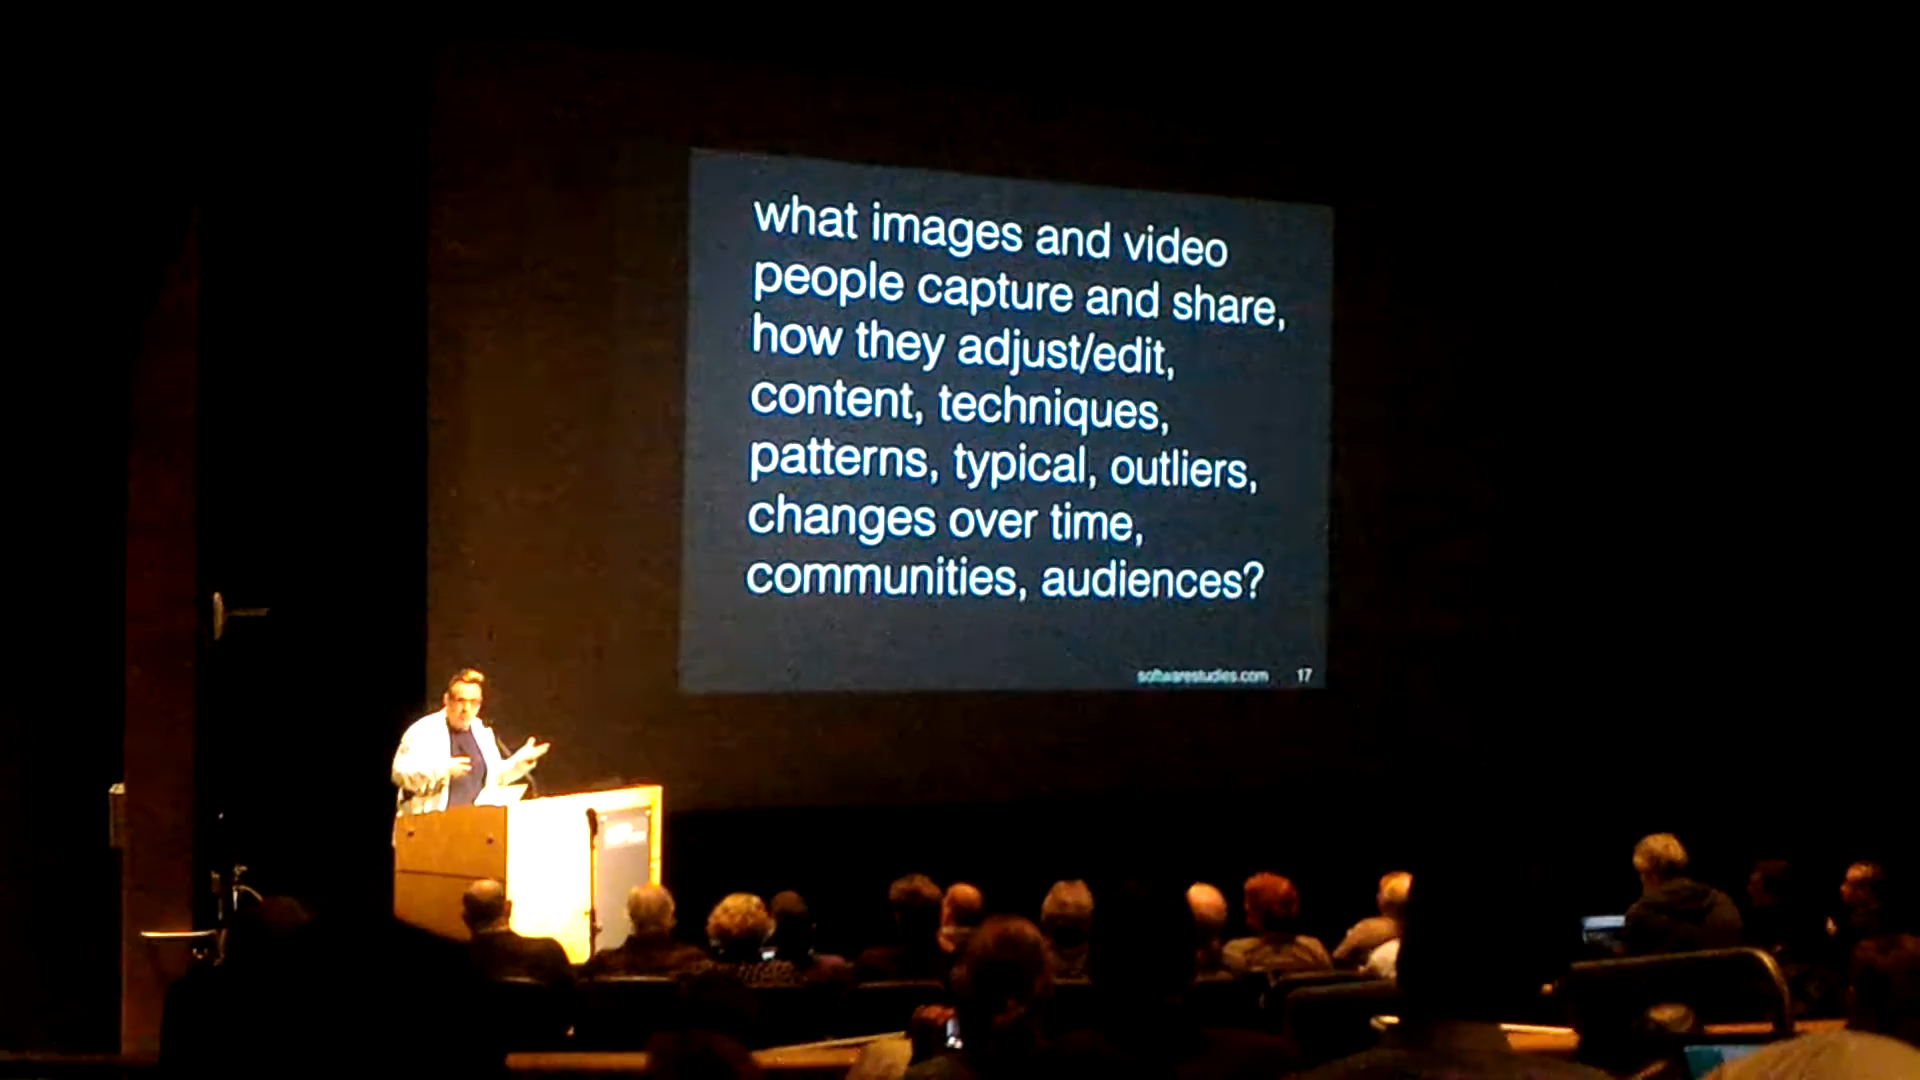 what images and video
people capture and share,
how they adjust/edit,
content, techniques,
patterns, typical, outliers,
changes over time,
communities, audiences?
softwarestudies.com 17